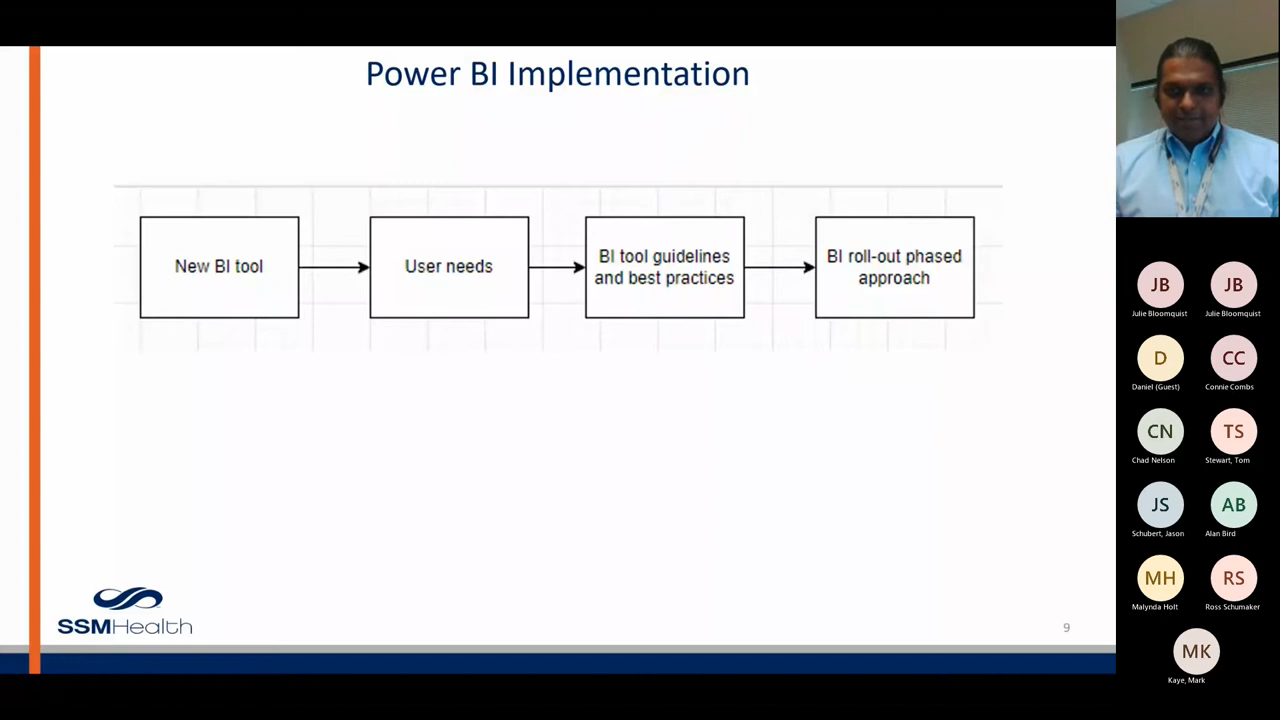 Power BI Implementation
New BI tool
User needs
BI tool guidelines
and best practices
BI roll-out phased
approach
SSMHealth
9
JB
JB
Julie Bloomquist
Julie Bloomquist
D
CC
Daniel (Guest)
Connie Combs
CN
TS
Chad Nelson
Stewart, Tom
JS
AB
Schubert, Jason
Alan Bird
MH
RS
Malynda Holt
Ross Schumaker
MK
Kaye, Mark